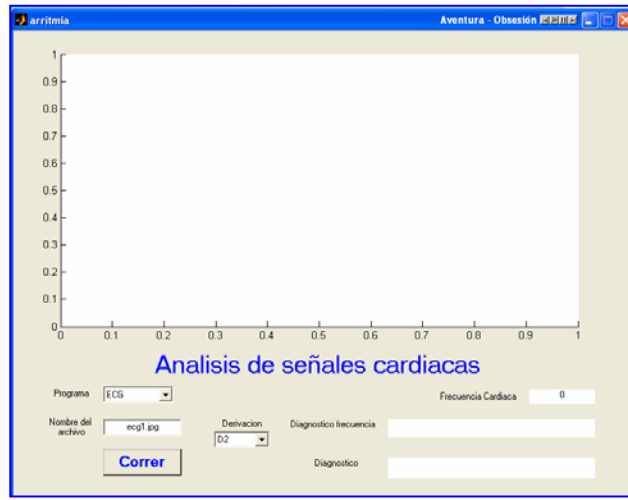 arritmia
Aventura - Obsesión
1
0.9
0.8
0.7
0.6
0.5
0.4
0.3
0.2
0.1
0
0 0.1 0.2 0.3 0.4 0.5 0.6 0.7 0.8 0.9 1
Analisis de señales cardiacas
Programa ECG Frecuencia Cardiaca 0
Nombre del archivo ecg1.jpg
Derivacion D2
Diagnostico frecuencia
Correr
Diagnostico